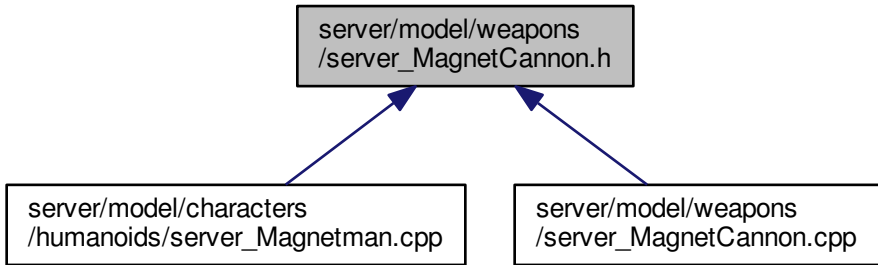 server/model/weapons
/server_MagnetCannon.h
server/model/characters
/humanoids/server_Magnetman.cpp
server/model/weapons
/server_MagnetCannon.cpp